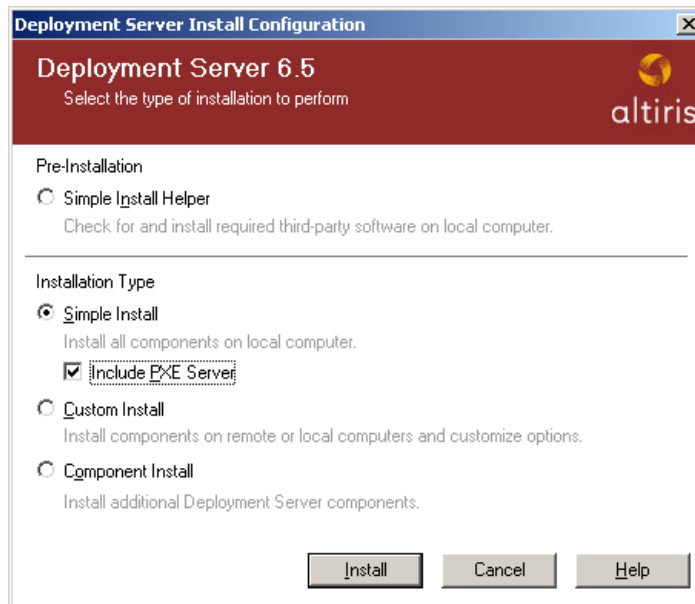 Deployment Server Install Configuration
Deployment Server 6.5
Select the type of installation to perform
altiris
Pre-Installation
Simple Install Helper
Check for and install required third-party software on local computer.
Installation Type
Simple Install
Install all components on local computer.
Include PXE Server
Custom Install
Install components on remote or local computers and customize options.
Component Install
Install additional Deployment Server components.
Install Cancel Help